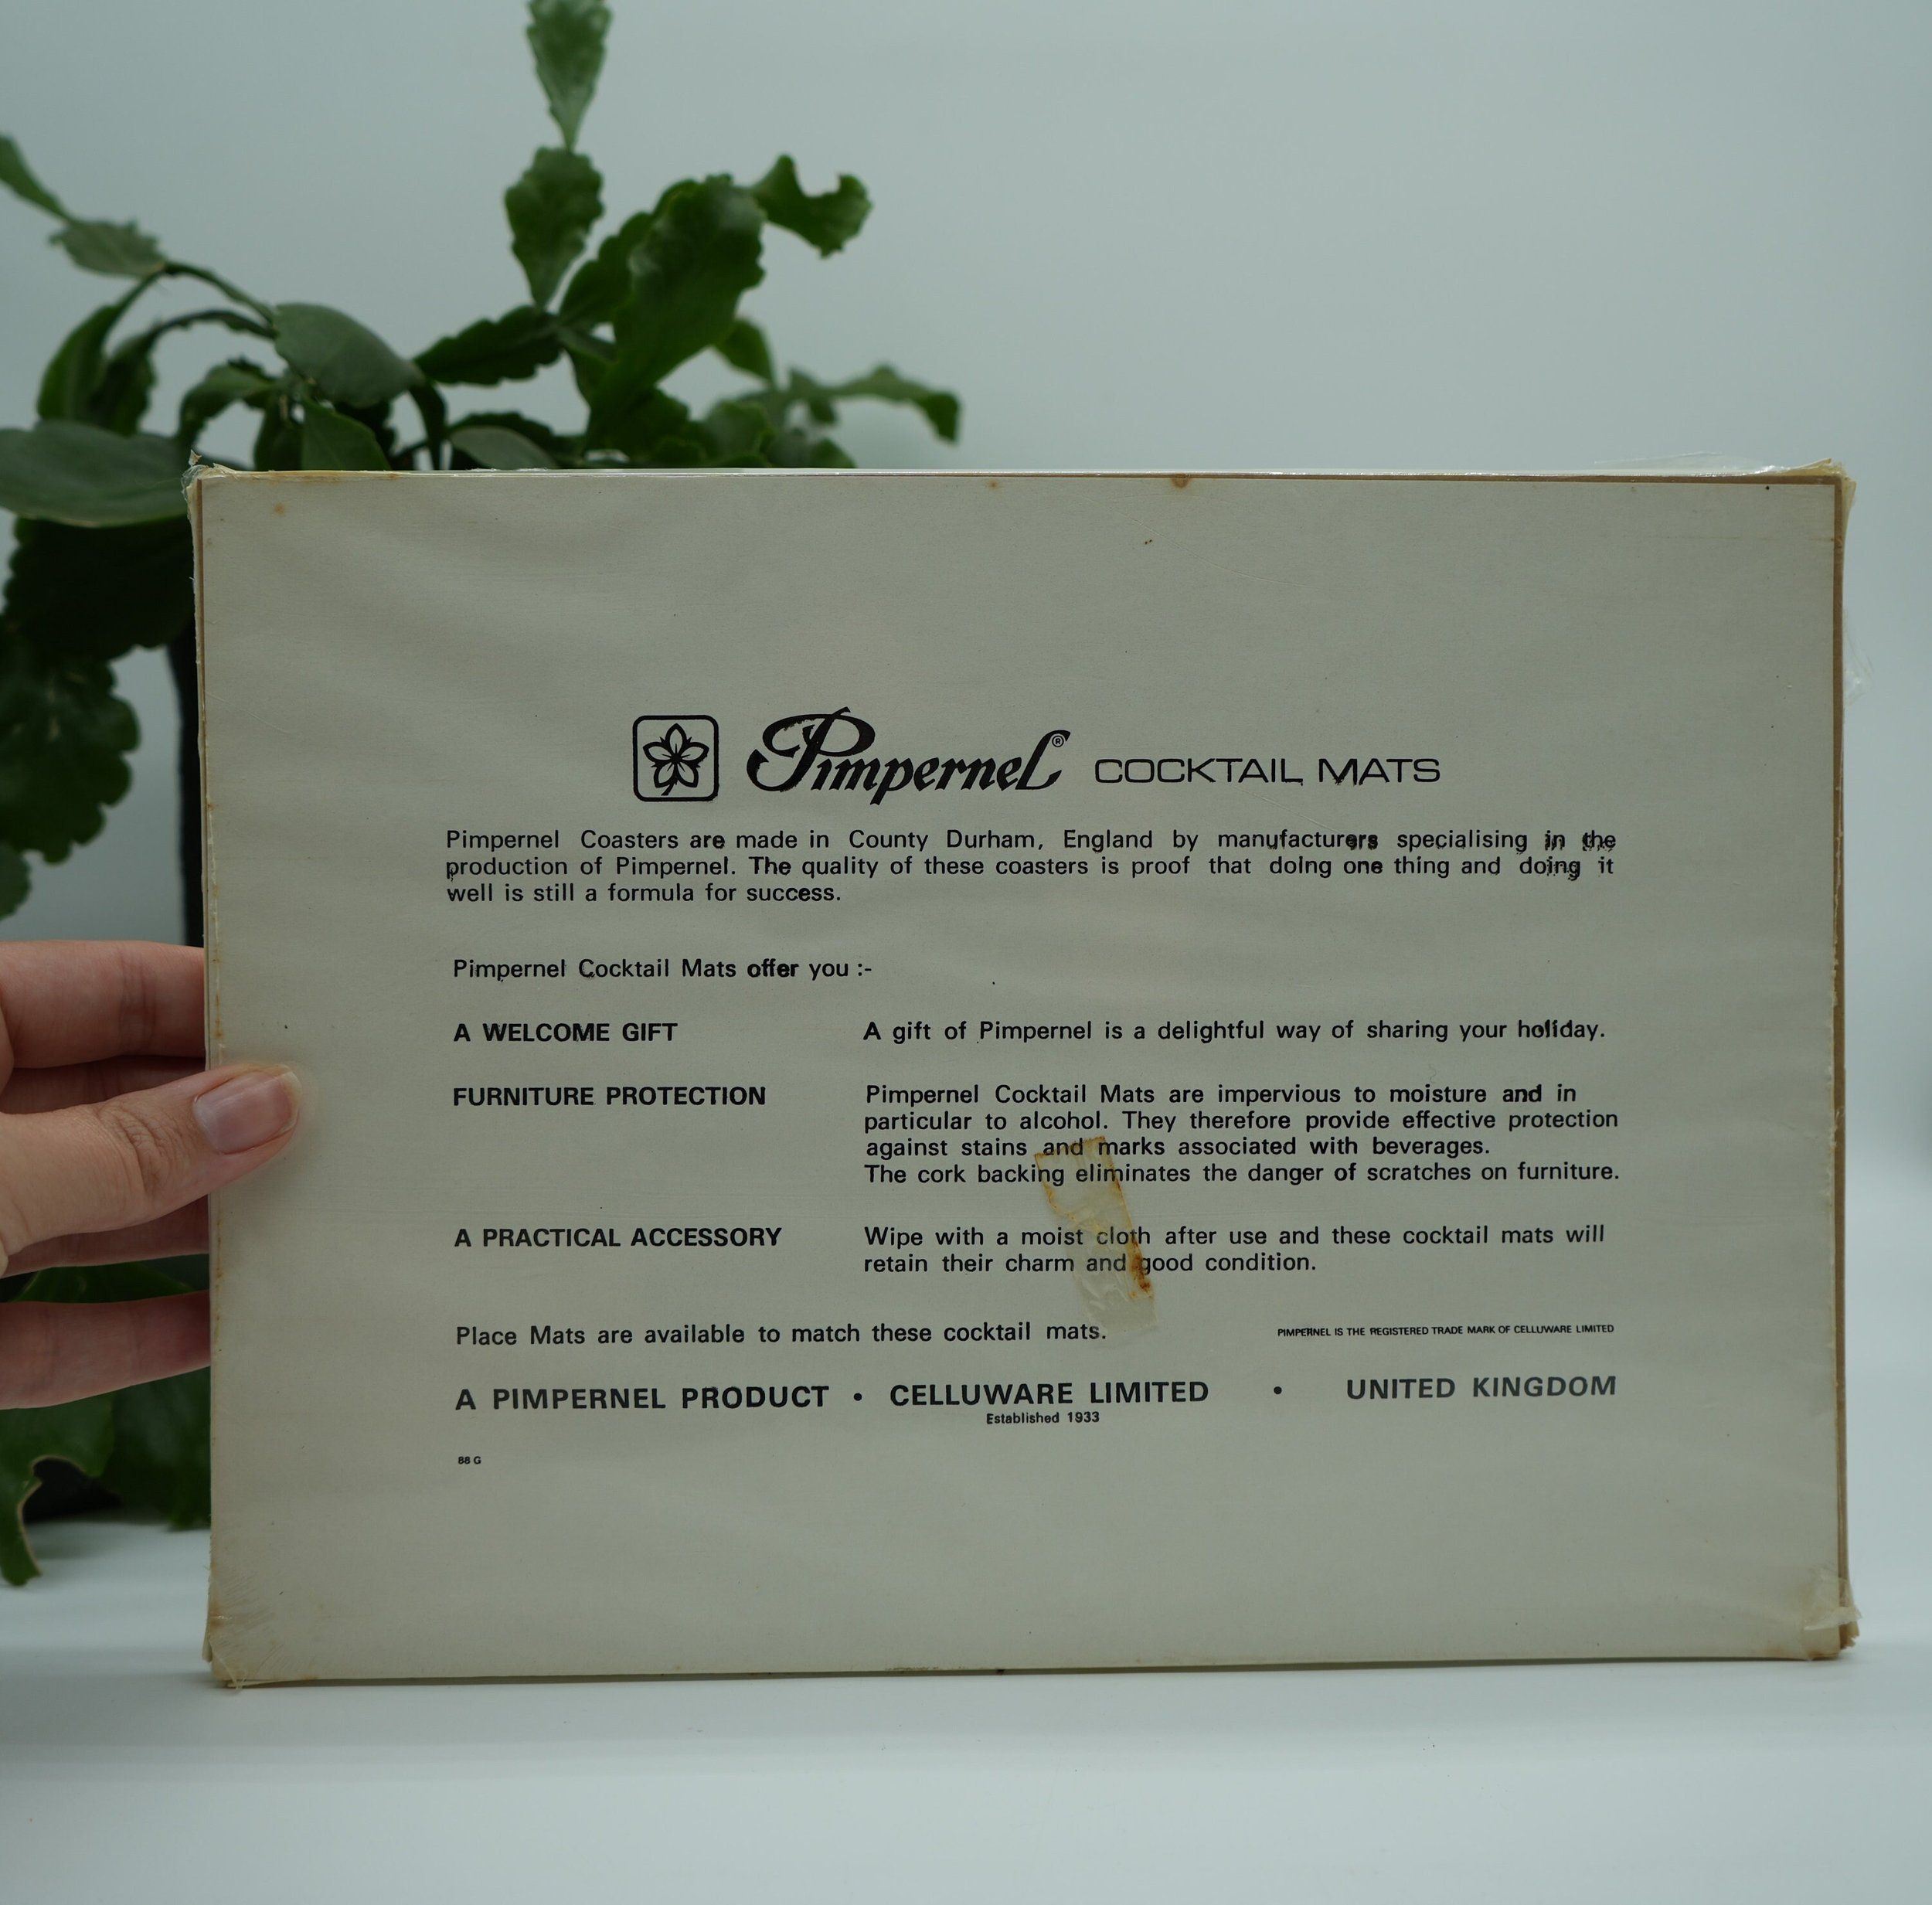 Pimpernel® COCKTAIL MATS
Pimpernel Coasters are made in County Durham, England by manufacturers specialising in the
production of Pimpernel. The quality of these coasters is proof that doing one thing and doing it
well is still a formula for success.
Pimpernel Cocktail Mats offer you :-
A WELCOME GIFT A gift of Pimpernel is a delightful way of sharing your holiday.
FURNITURE PROTECTION Pimpernel Cocktail Mats are impervious to moisture and in
particular to alcohol. They therefore provide effective protection
against stains and marks associated with beverages.
The cork backing eliminates the danger of scratches on furniture.
A PRACTICAL ACCESSORY Wipe with a moist cloth after use and these cocktail mats will
retain their charm and good condition.
Place Mats are available to match these cocktail mats. PIMPERNEL IS THE REGISTERED TRADE MARK OF CELLUWARE LIMITED
A PIMPERNEL PRODUCT • CELLUWARE LIMITED • UNITED KINGDOM
Established 1933
88 G